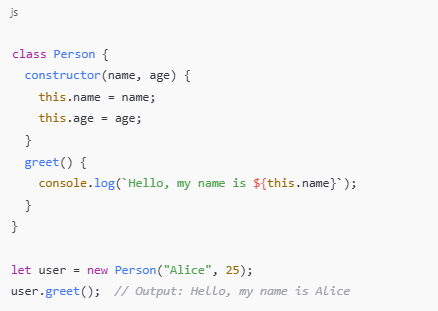 js
class Person {
constructor(name, age) {
this.name = name;
this.age = age;
}
greet() {
console.log(`Hello, my name is ${this.name}`);
}
}
let user = new Person("Alice", 25);
user.greet();  // Output: Hello, my name is Alice